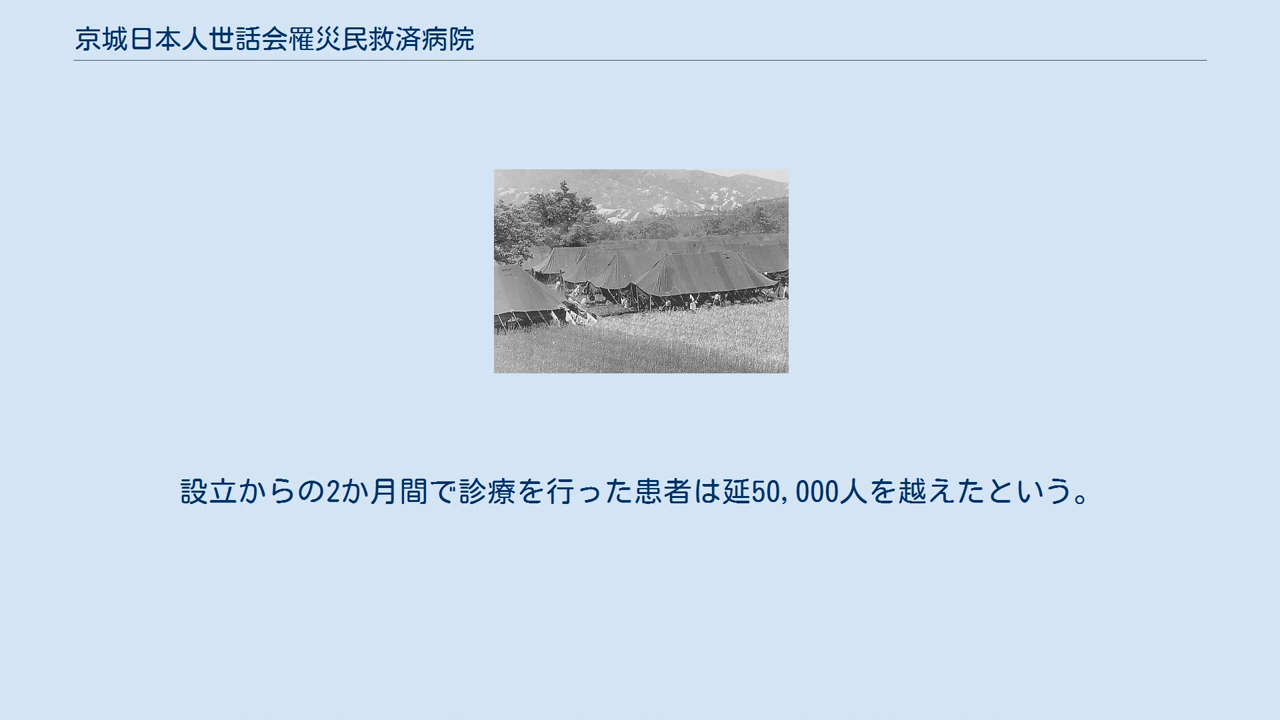 京城日本人世話会罹災民救済病院
設立からの2か月間で診療を行った患者は延50,000人を越えたという。